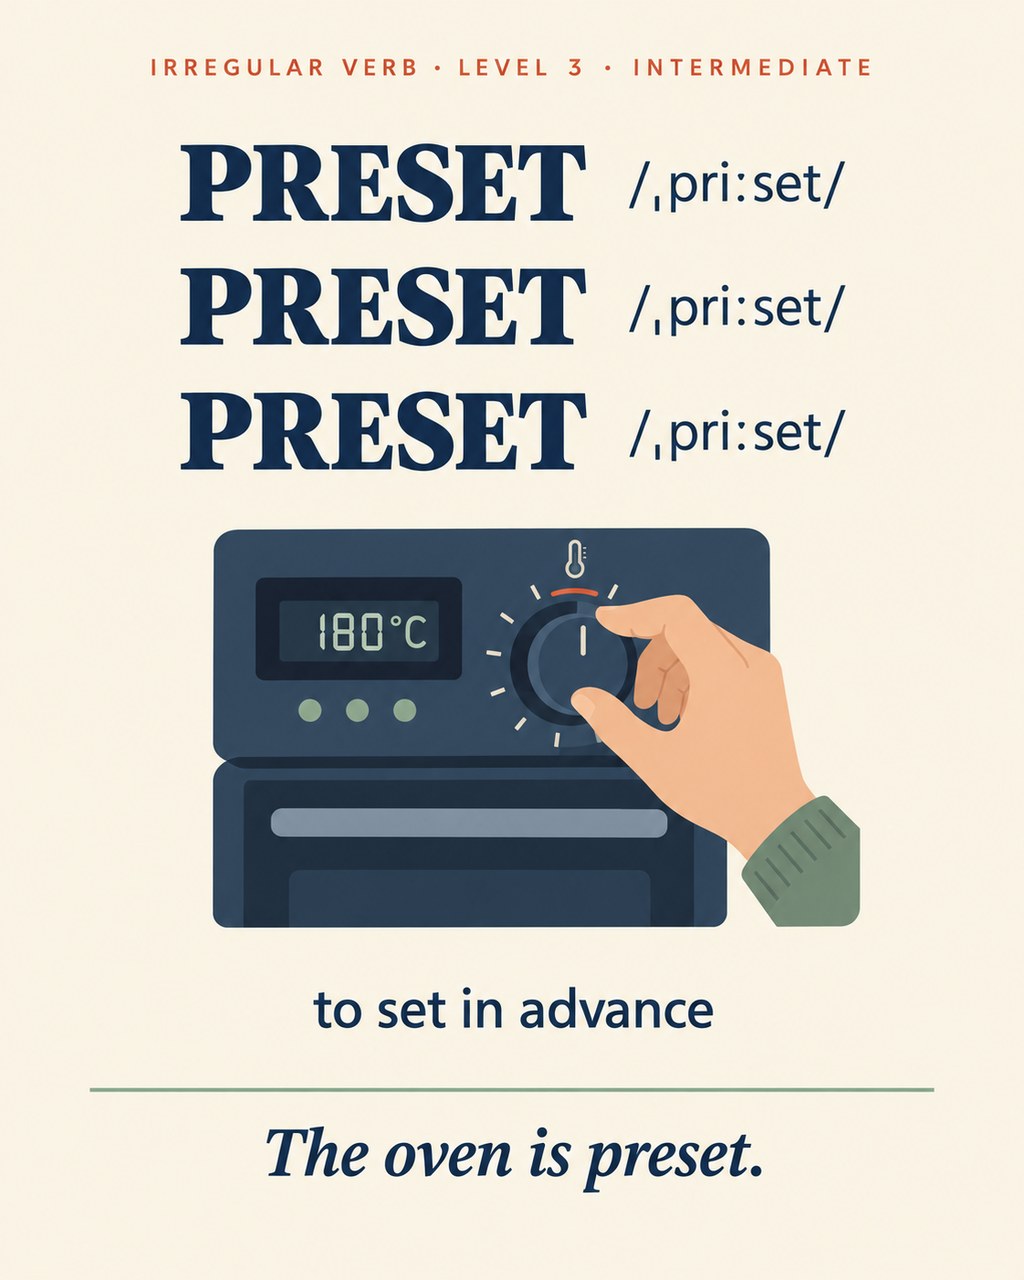 IRREGULAR VERB · LEVEL 3 · INTERMEDIATE
PRESET /ˌpriːset/
PRESET /ˌpriːset/
PRESET /ˌpriːset/
180°C
to set in advance
The oven is preset.